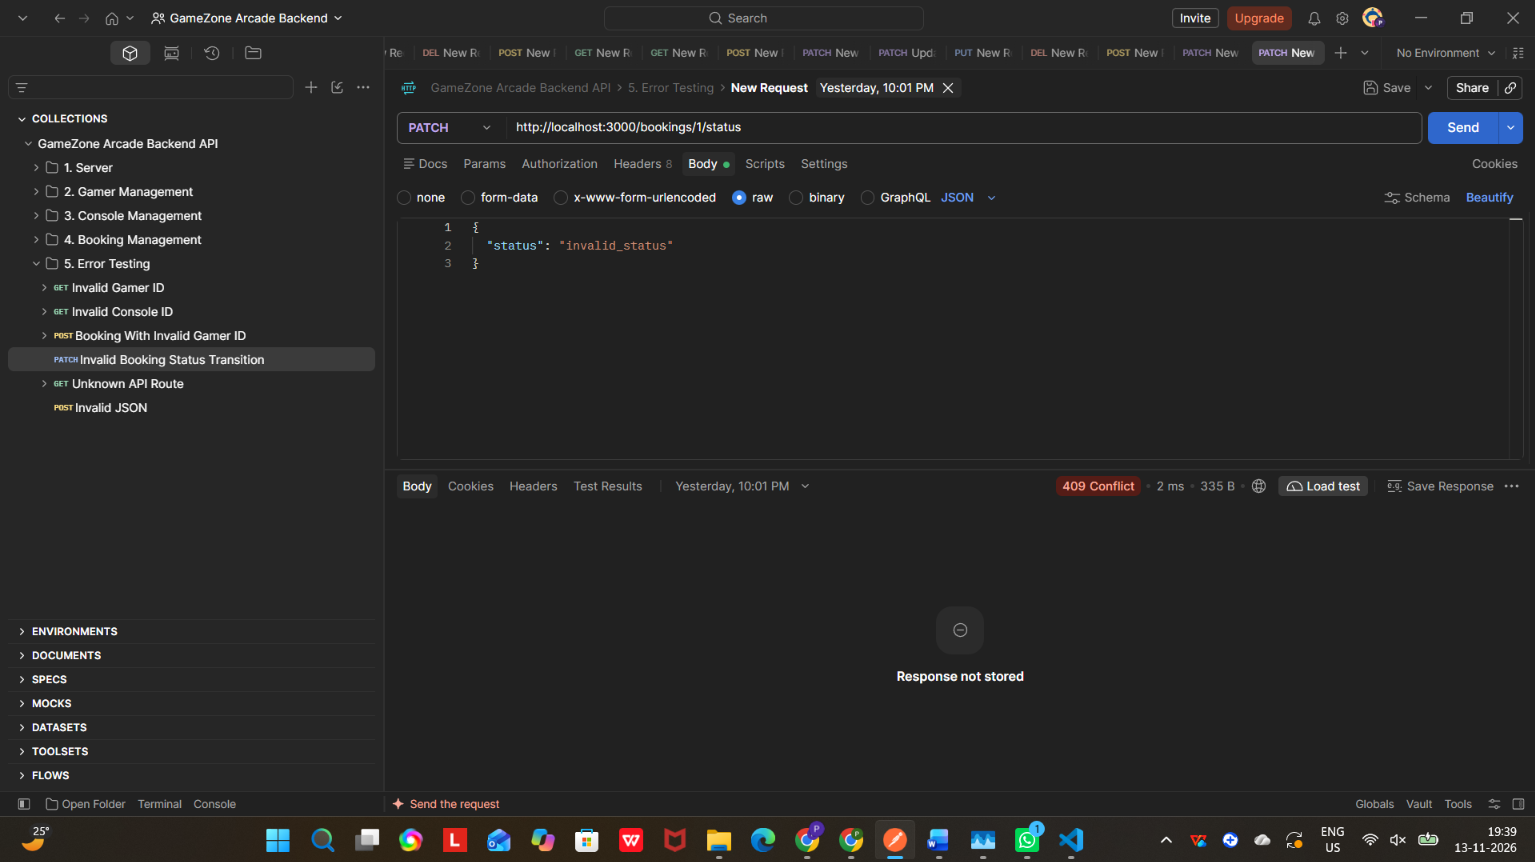 GameZone Arcade Backend
Search
Invite
Upgrade
Re
DEL New R
POST New
GET New R
GET New R
POST New
PATCH New
PATCH Upd
PUT New R
DEL New R
POST New
PATCH New
PATCH New
No Environment
HTTP
GameZone Arcade Backend API > 5. Error Testing > New Request
Yesterday, 10:01 PM
Save
Share
COLLECTIONS
GameZone Arcade Backend API
1. Server
2. Gamer Management
3. Console Management
4. Booking Management
5. Error Testing
GET Invalid Gamer ID
GET Invalid Console ID
POST Booking With Invalid Gamer ID
PATCH Invalid Booking Status Transition
GET Unknown API Route
POST Invalid JSON
ENVIRONMENTS
DOCUMENTS
SPECS
MOCKS
DATASETS
TOOLSETS
FLOWS
PATCH
http://localhost:3000/bookings/1/status
Send
Docs
Params
Authorization
Headers 8
Body
Scripts
Settings
Cookies
none
form-data
x-www-form-urlencoded
raw
binary
GraphQL
JSON
Schema
Beautify
1 {
2 "status": "invalid_status"
3 }
Body
Cookies
Headers
Test Results
Yesterday, 10:01 PM
409 Conflict
2 ms
335 B
Load test
e.g. Save Response
Response not stored
Open Folder
Terminal
Console
Send the request
Globals
Vault
Tools
25°
L
W
P
P
W
1
ENG
US
19:39
13-11-2026